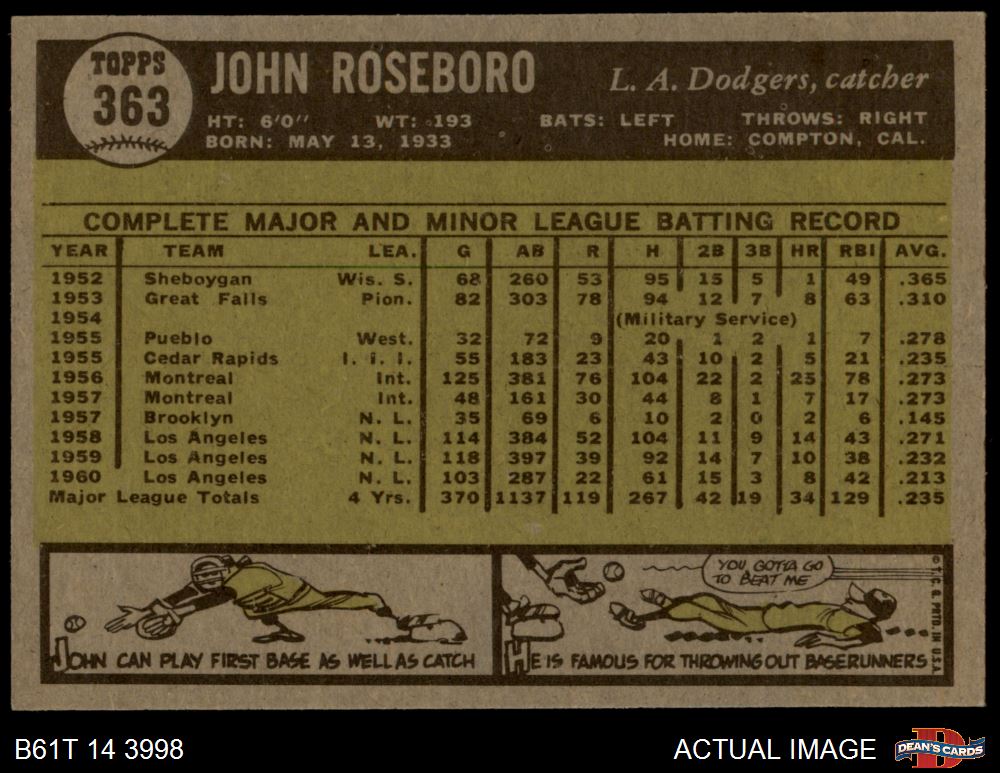 TOPPS
363
JOHN ROSEBORO
L. A. Dodgers, catcher
HT: 6'0" WT: 193 BATS: LEFT THROWS: RIGHT
BORN: MAY 13, 1933 HOME: COMPTON, CAL.
COMPLETE MAJOR AND MINOR LEAGUE BATTING RECORD
YEAR TEAM LEA. G AB R H 2B 3B HR RBI AVG.
1952 Sheboygan Wis. S. 68 260 53 95 15 5 1 49 .365
1953 Great Falls Pion. 82 303 78 94 12 7 8 63 .310
1954 (Military Service)
1955 Pueblo West. 32 72 9 20 1 2 1 7 .278
1955 Cedar Rapids I. I. I. 55 183 23 43 10 2 5 21 .235
1956 Montreal Int. 125 381 76 104 22 2 25 78 .273
1957 Montreal Int. 48 161 30 44 8 1 7 17 .273
1957 Brooklyn N. L. 35 69 6 10 2 0 2 6 .145
1958 Los Angeles N. L. 114 384 52 104 11 9 14 43 .271
1959 Los Angeles N. L. 118 397 39 92 14 7 10 38 .232
1960 Los Angeles N. L. 103 287 22 61 15 3 8 42 .213
Major League Totals 4 Yrs. 370 1137 119 267 42 19 34 129 .235
JOHN CAN PLAY FIRST BASE AS WELL AS CATCH
YOU GOTTA GO
TO BEAT ME
HE IS FAMOUS FOR THROWING OUT BASERUNNERS
© T. C. G. PRTD. IN U.S.A.
B61T 14 3998
ACTUAL IMAGE
DEAN'S CARDS